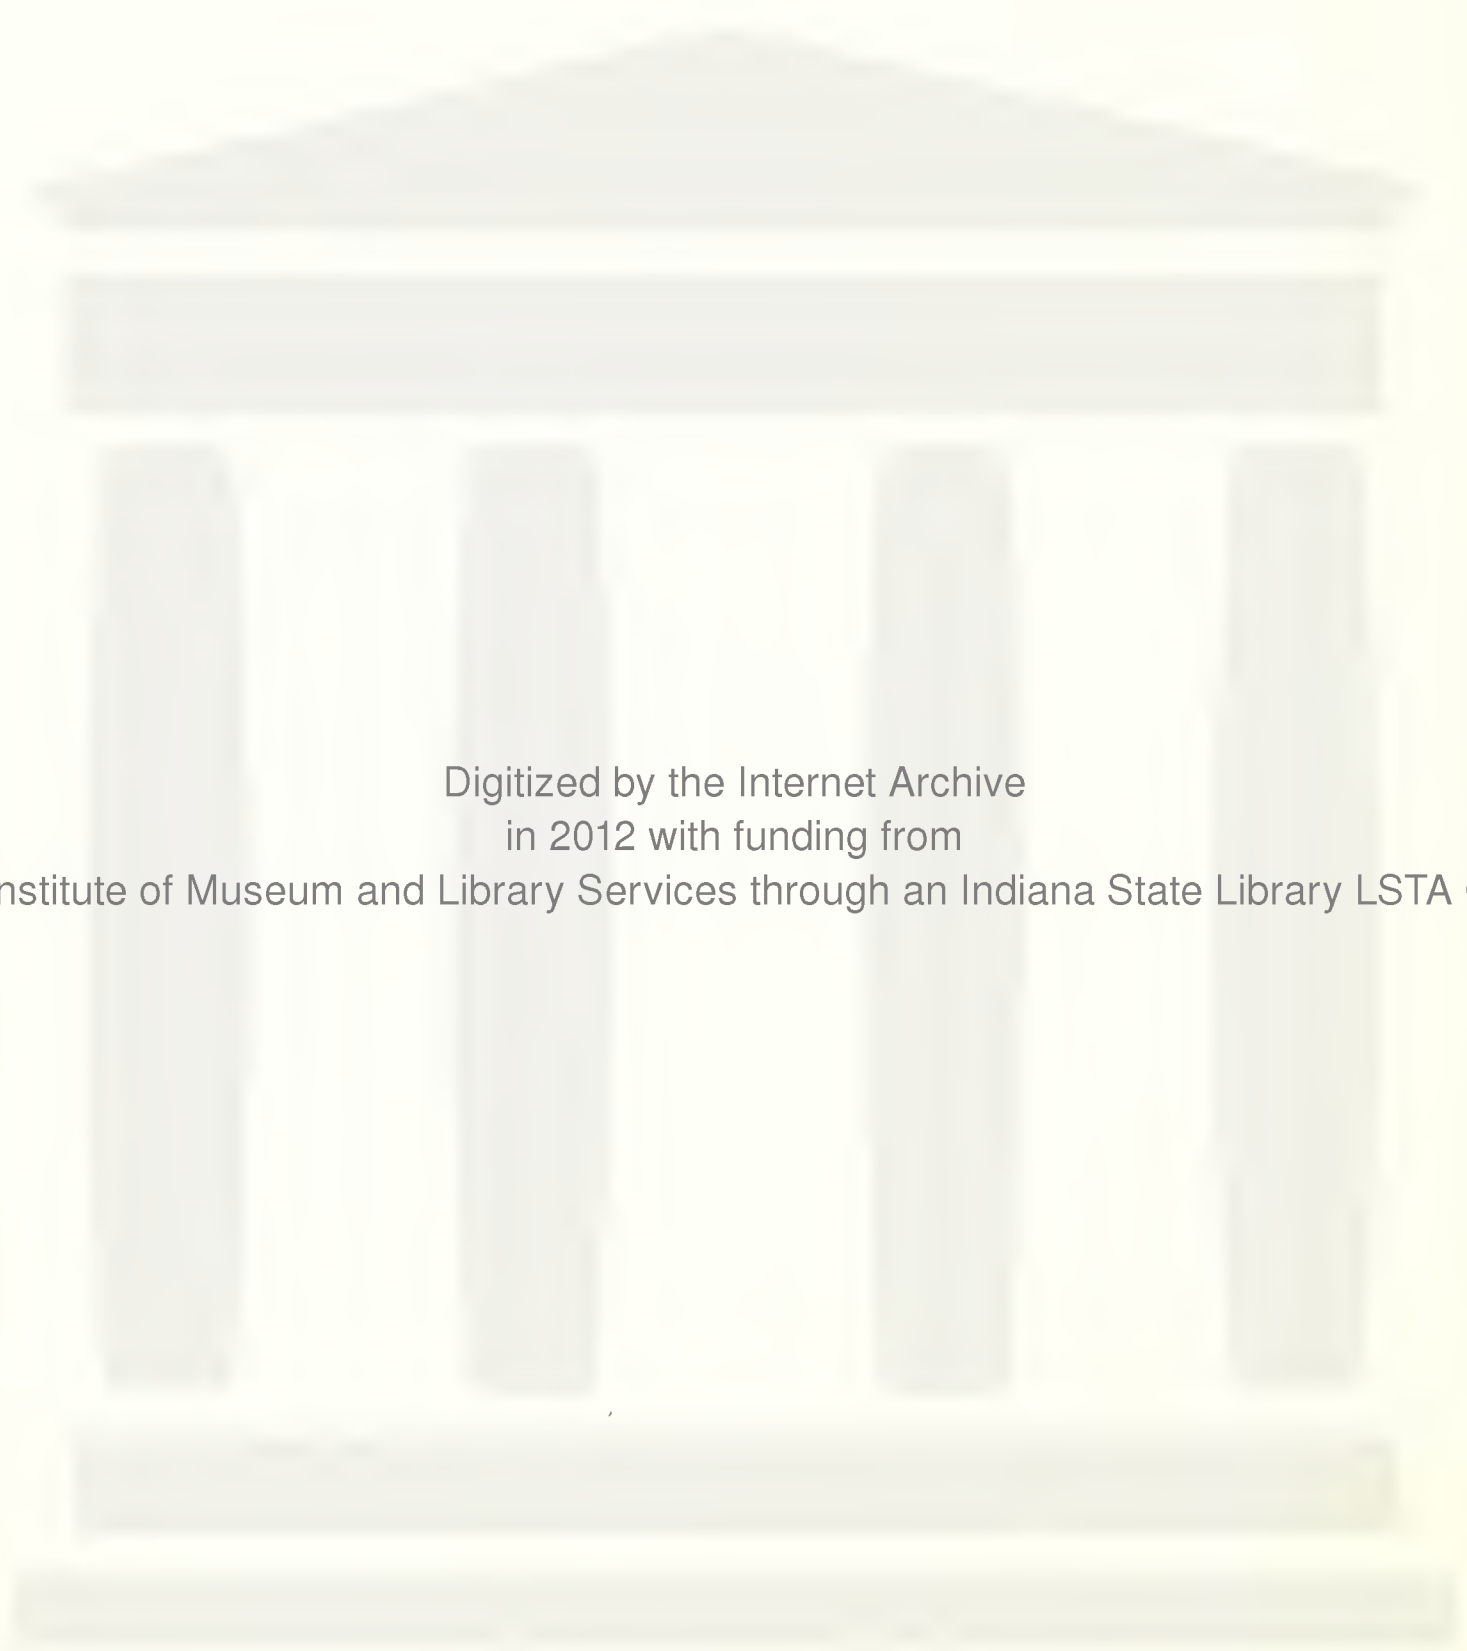 Digitized by the Internet Archive
in 2012 with funding from
nstitute of Museum and Library Services through an Indiana State Library LSTA